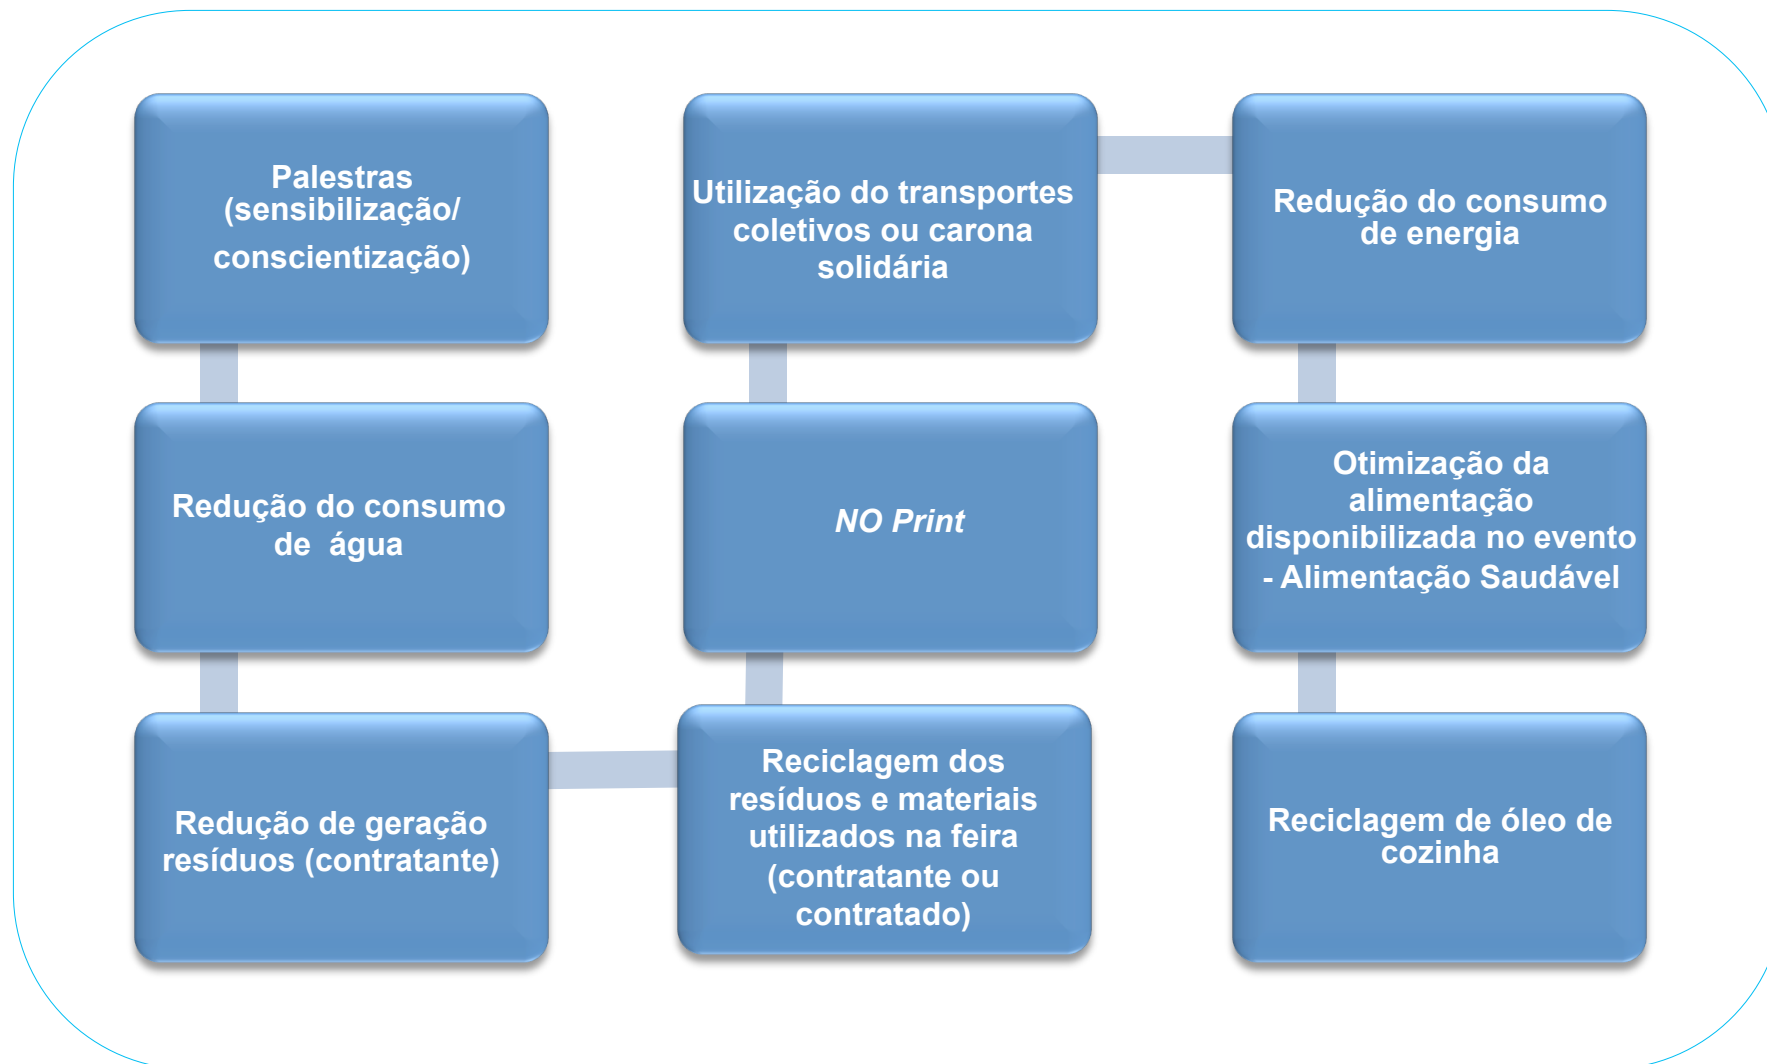 Palestras
(sensibilização/
conscientização)
Redução do consumo
de  água
Redução de geração
resíduos (contratante)
Reciclagem dos
resíduos e materiais
utilizados na feira
(contratante ou
contratado)
NO Print
Utilização do transportes
coletivos ou carona
solidária
Redução do consumo
de energia
Otimização da
alimentação
disponibilizada no evento
- Alimentação Saudável
Reciclagem de óleo de
cozinha